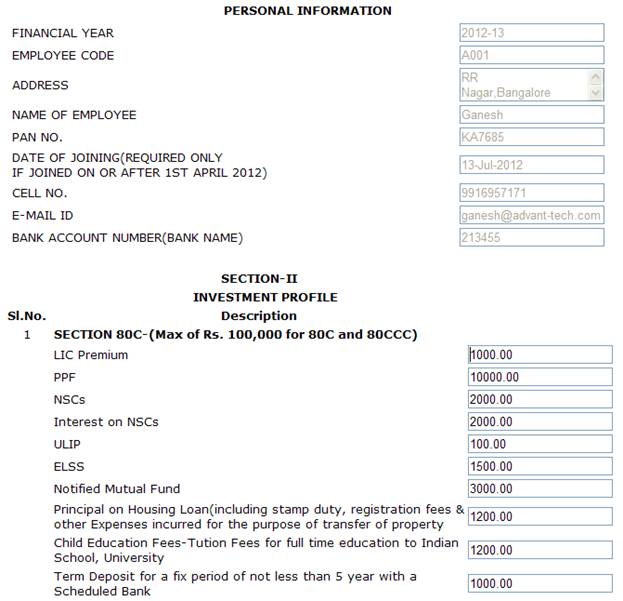 PERSONAL INFORMATION
FINANCIAL YEAR 2012-13
EMPLOYEE CODE A001
ADDRESS RR
Nagar,Bangalore
NAME OF EMPLOYEE Ganesh
PAN NO. KA7685
DATE OF JOINING(REQUIRED ONLY
IF JOINED ON OR AFTER 1ST APRIL 2012) 13-Jul-2012
CELL NO. 9916957171
E-MAIL ID ganesh@advant-tech.com
BANK ACCOUNT NUMBER(BANK NAME) 213455
SECTION-II
INVESTMENT PROFILE
Sl.No. Description
1 SECTION 80C-(Max of Rs. 100,000 for 80C and 80CCC)
LIC Premium 1000.00
PPF 10000.00
NSCs 2000.00
Interest on NSCs 2000.00
ULIP 100.00
ELSS 1500.00
Notified Mutual Fund 3000.00
Principal on Housing Loan(including stamp duty, registration fees &
other Expenses incurred for the purpose of transfer of property 1200.00
Child Education Fees-Tution Fees for full time education to Indian
School, University 1200.00
Term Deposit for a fix period of not less than 5 year with a
Scheduled Bank 1000.00